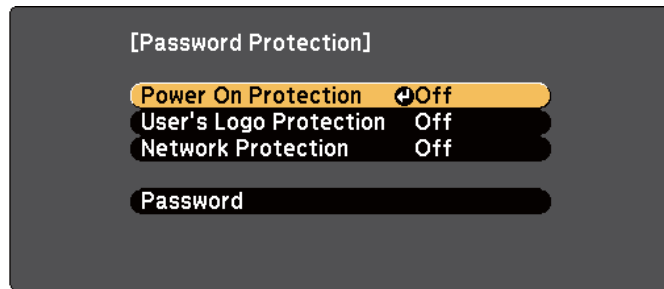 [Password Protection]
Power On Protection Off
User's Logo Protection Off
Network Protection Off
Password